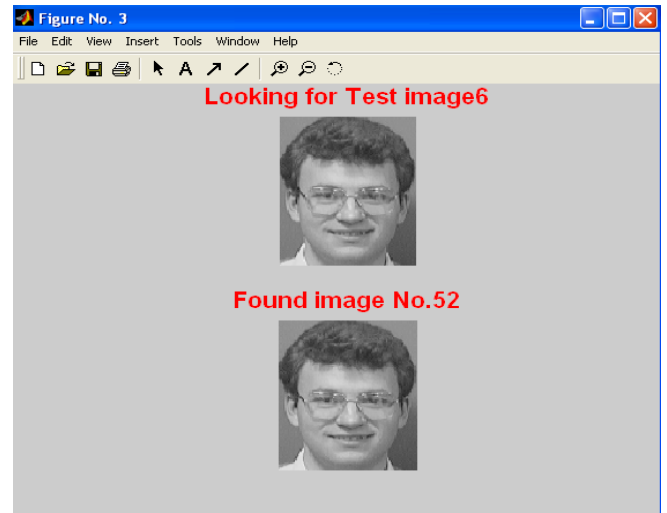 Figure No. 3
File Edit View Insert Tools Window Help
A
Looking for Test image6
Found image No.52